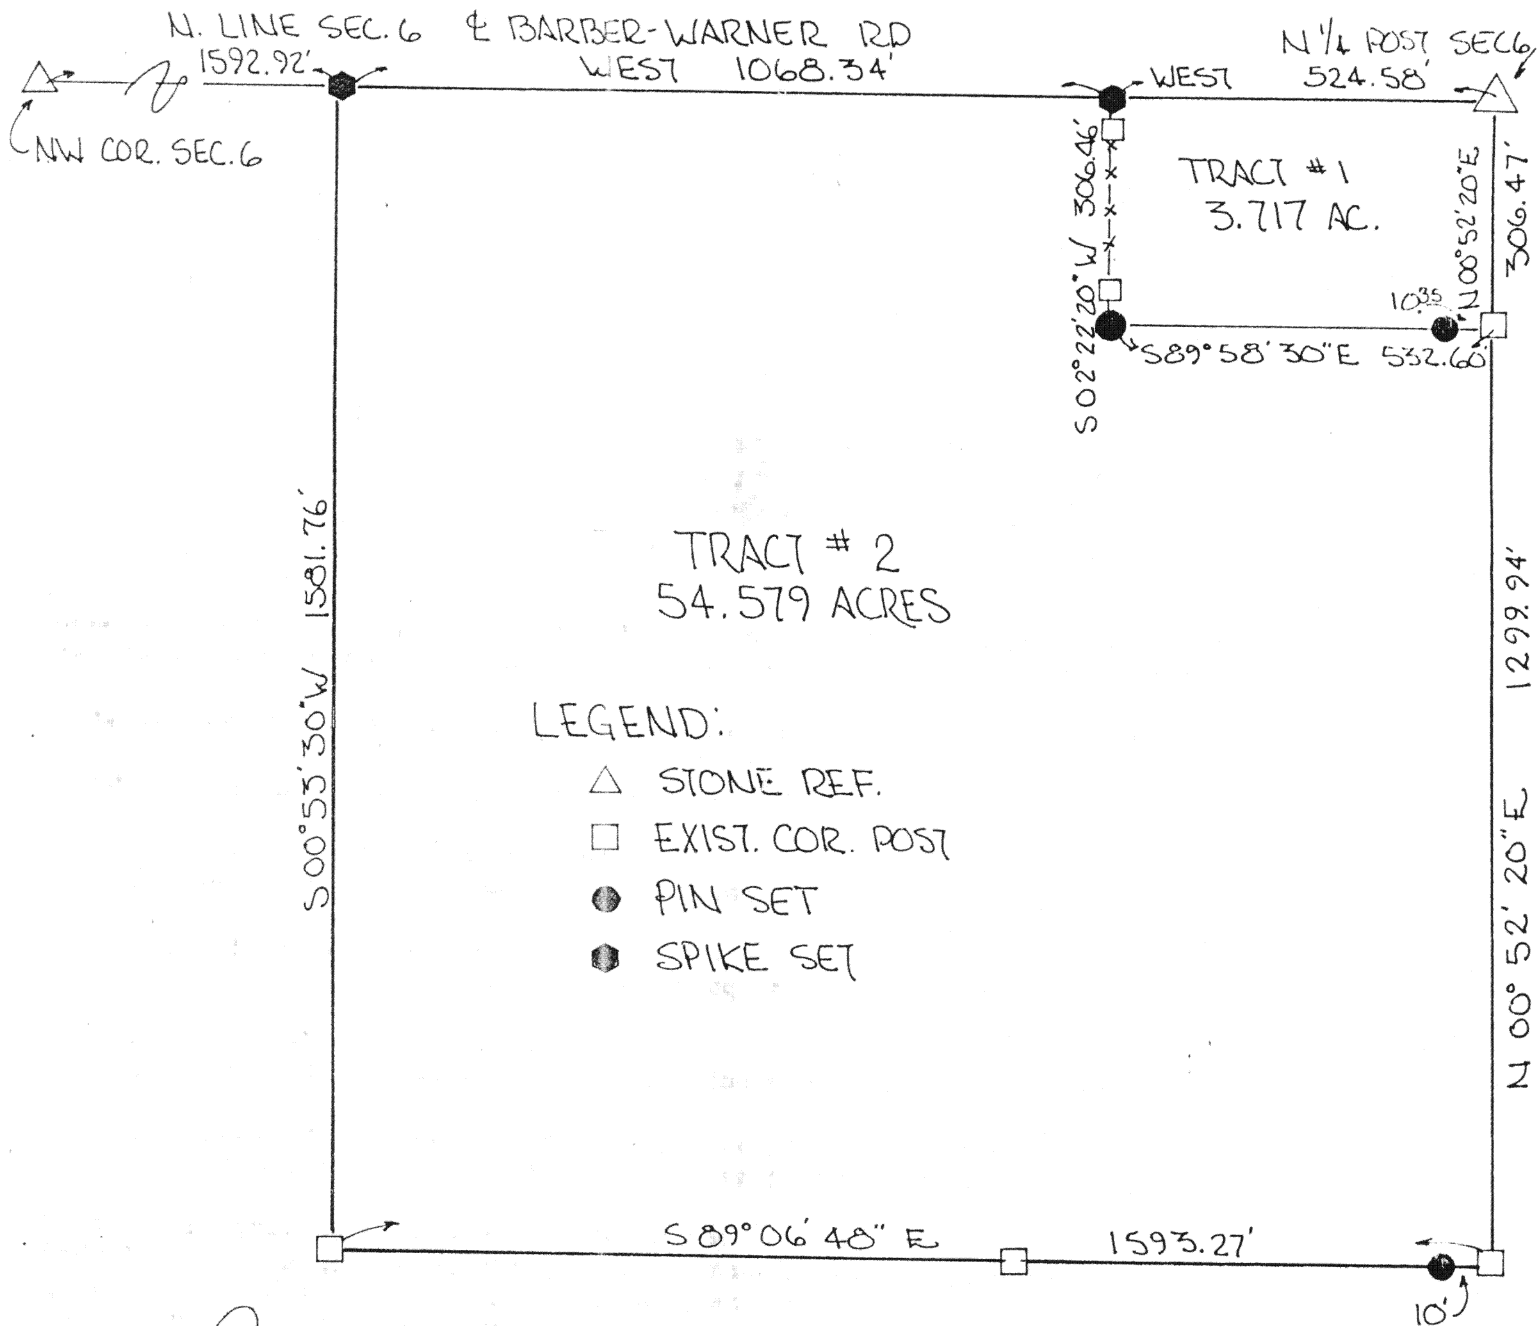 N. LINE SEC. 6 ℄ BARBER-WARNER RD
N 1/4 POST SEC 6
1592.92'
WEST 1068.34'
WEST 524.58'
NW COR. SEC. 6
S 02° 22' 20" W 306.46'
TRACT #1
3.717 AC.
N 00° 52' 20" E
306.47'
10.35
S 89° 58' 30" E 532.60'
S 00° 53' 30" W 1581.76'
TRACT # 2
54.579 ACRES
N 00° 52' 20" E 1299.94'
LEGEND:
STONE REF.
EXIST. COR. POST
PIN SET
SPIKE SET
S 89° 06' 48" E 1593.27'
10'